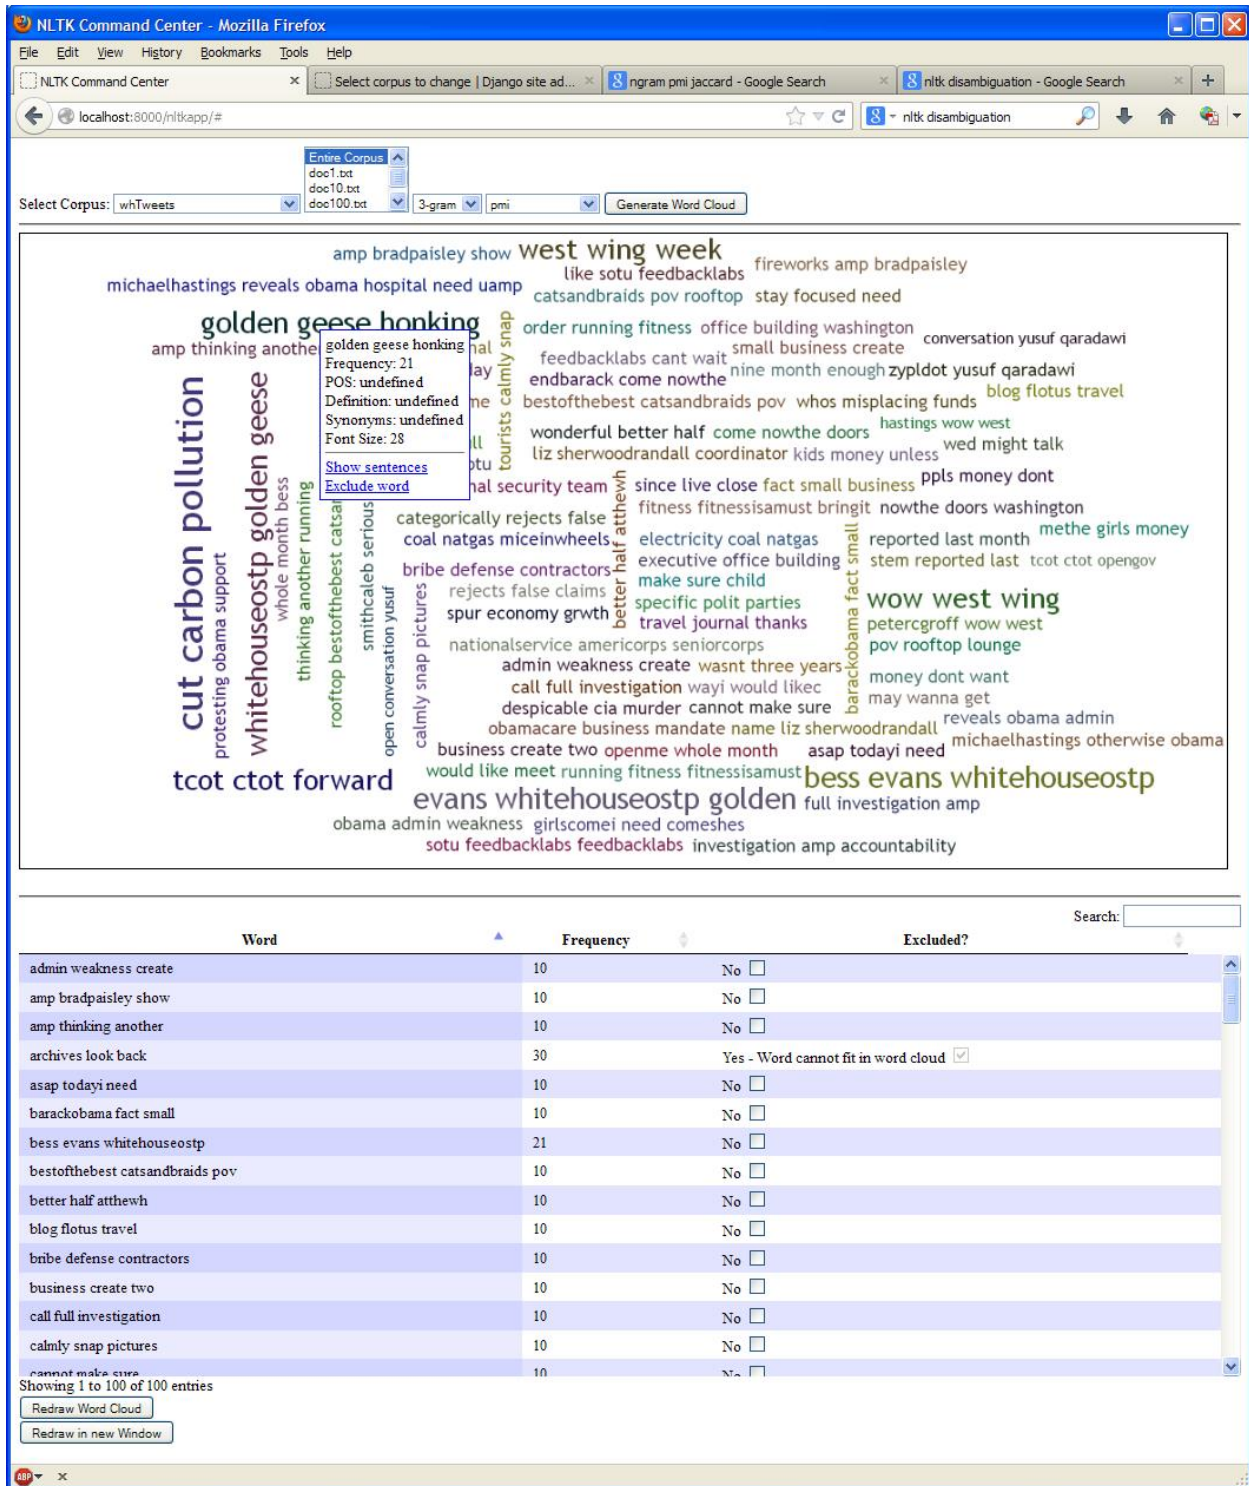 NLTK Command Center - Mozilla Firefox
File Edit View History Bookmarks Tools Help
NLTK Command Center × Select corpus to change | Django site ad... × ngram pmi jaccard - Google Search × nltk disambiguation - Google Search × +
localhost:8000/nltkapp/# nltk disambiguation
Entire Corpus
doc1.txt
doc10.txt
Select Corpus: whTweets doc100.txt 3-gram pmi Generate Word Cloud
amp bradpaisley show west wing week
like sotu feedbacklabs fireworks amp bradpaisley
michaelhastings reveals obama hospital need uamp
catsandbraids pov rooftop stay focused need
golden geese honking
order running fitness office building washington
conversation yusuf qaradawi
amp thinking another
nal
small business create
feedbacklabs cant wait
nine month enough zypldot yusuf qaradawi
lay
endbarack come nowthe
blog flotus travel
me
bestofthebest catsandbraids pov whos misplacing funds
hastings wow west
wonderful better half come nowthe doors
wed might talk
ll
liz sherwoodrandall coordinator kids money unless
otu
ppls money dont
nal security team
since live close fact small business
fitness fitnessisamust bringit nowthe doors washington
categorically rejects false
methe girls money
coal natgas miceinwheels
electricity coal natgas
reported last month
executive office building
stem reported last tcot ctot opengov
bribe defense contractors
make sure child
rejects false claims
specific polit parties
wow west wing
spur economy grwth
travel journal thanks
petercgroff wow west
nationalservice americorps seniorcorps
pov rooftop lounge
admin weakness create wasnt three years
money dont want
call full investigation wayi would likec
may wanna get
despicable cia murder cannot make sure
reveals obama admin
obamacare business mandate name liz sherwoodrandall
michaelhastings otherwise obama
business create two openme whole month asap todayi need
would like meet running fitness fitnessisamust
tcot ctot forward
bess evans whitehouseostp
evans whitehouseostp golden full investigation amp
obama admin weakness girlscomei need comeshes
sotu feedbacklabs feedbacklabs investigation amp accountability
cut carbon pollution
protesting obama support
whitehouseostp golden geese
whole month bess
thinking another running
rooftop bestofthebest catsan
smithcaleb serious
open conversation yusuf
calmly snap pictures
tourists calmly snap
better half atthewh
barackobama fact small
golden geese honking
Frequency: 21
POS: undefined
Definition: undefined
Synonyms: undefined
Font Size: 28
Show sentences
Exclude word
Search:
Word Frequency Excluded?
admin weakness create 10 No
amp bradpaisley show 10 No
amp thinking another 10 No
archives look back 30 Yes - Word cannot fit in word cloud
asap todayi need 10 No
barackobama fact small 10 No
bess evans whitehouseostp 21 No
bestofthebest catsandbraids pov 10 No
better half atthewh 10 No
blog flotus travel 10 No
bribe defense contractors 10 No
business create two 10 No
call full investigation 10 No
calmly snap pictures 10 No
cannot make sure 10 No
Showing 1 to 100 of 100 entries
Redraw Word Cloud
Redraw in new Window
ABP ×